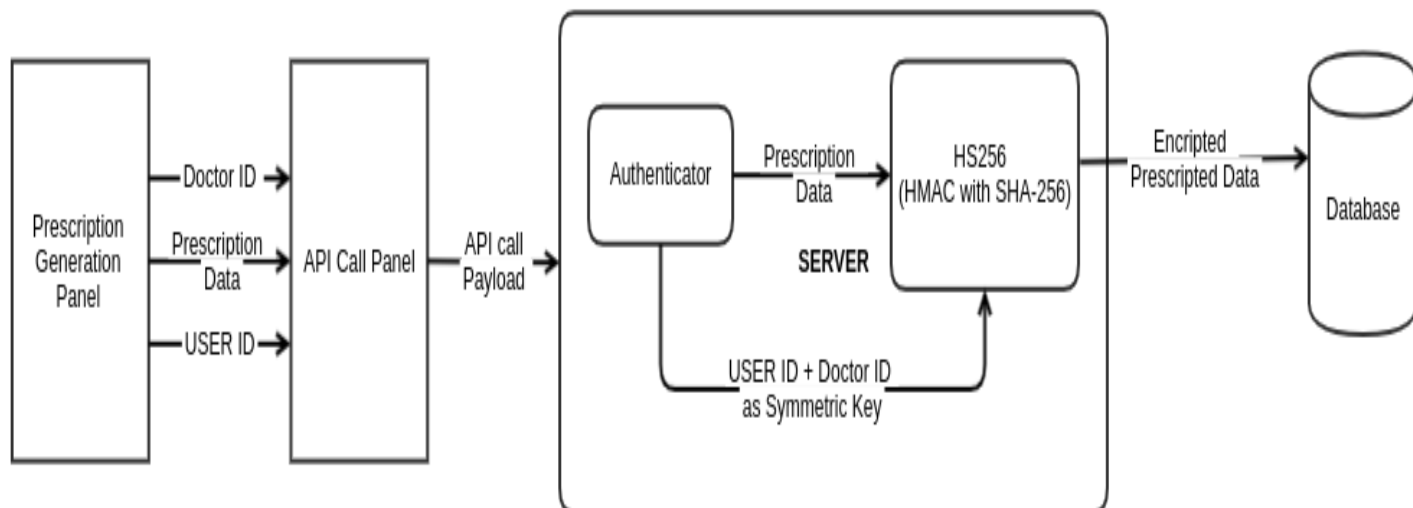 Prescription
Generation
Panel
Doctor ID
Prescription
Data
USER ID
API Call Panel
API call
Payload
Authenticator
Prescription
Data
SERVER
USER ID + Doctor ID
as Symmetric Key
HS256
(HMAC with SHA-256)
Encripted
Prescripted Data
Database